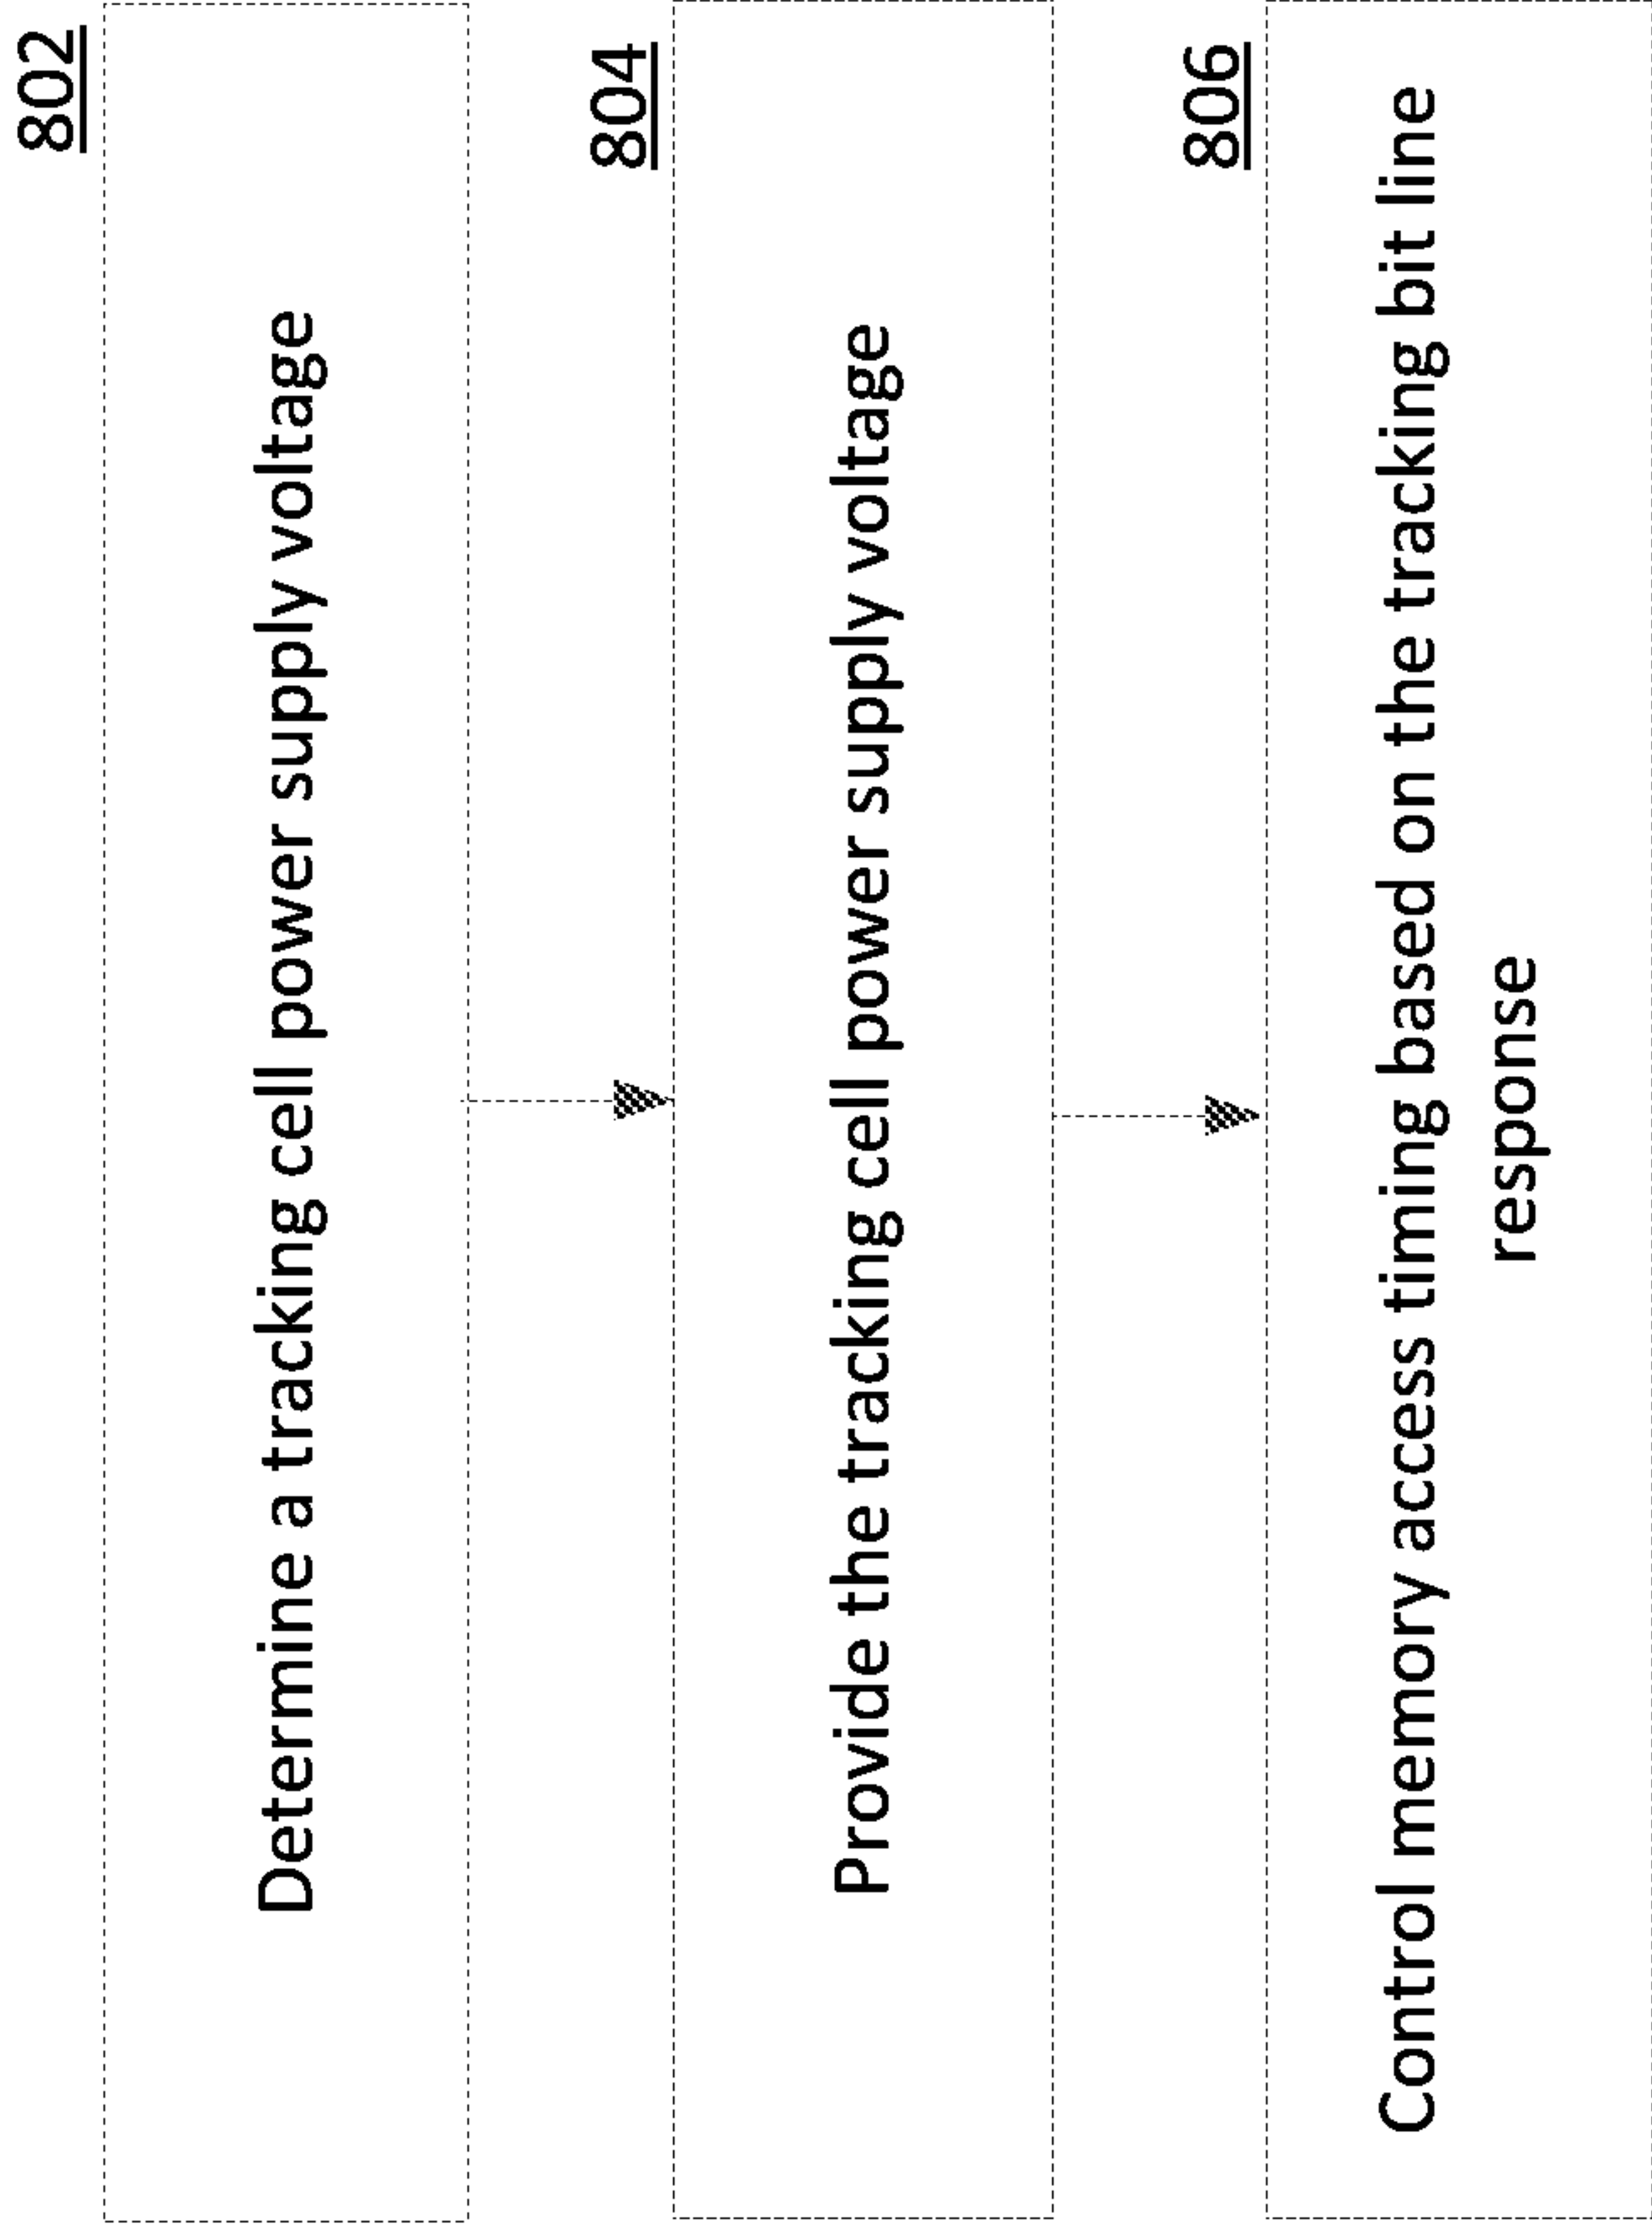 802
Determine a tracking cell power supply voltage
804
Provide the tracking cell power supply voltage
806
Control memory access timing based on the tracking bit line
response